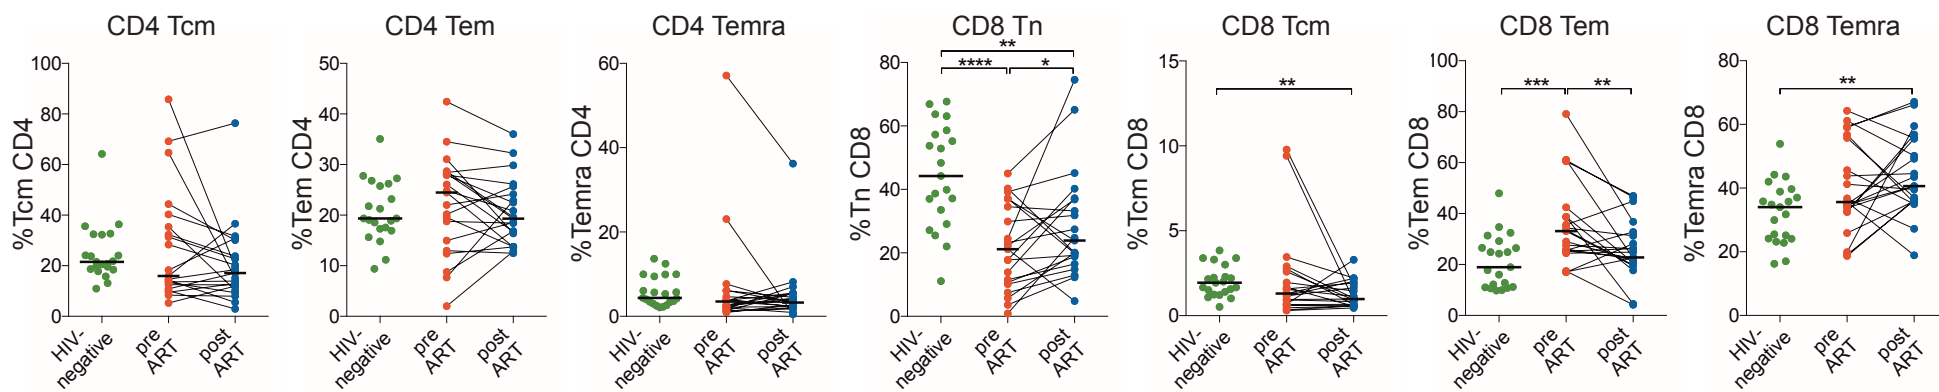 CD4 Tcm
%Tcm CD4
100
80
60
40
20
0
HIV-
negative
pre
ART
post
ART
CD4 Tem
%Tem CD4
50
40
30
20
10
0
HIV-
negative
pre
ART
post
ART
CD4 Temra
%Temra CD4
60
40
20
0
HIV-
negative
pre
ART
post
ART
CD8 Tn
**
**** *
%Tn CD8
80
60
40
20
0
HIV-
negative
pre
ART
post
ART
CD8 Tcm
**
%Tcm CD8
15
10
5
0
HIV-
negative
pre
ART
post
ART
CD8 Tem
*** **
%Tem CD8
100
80
60
40
20
0
HIV-
negative
pre
ART
post
ART
CD8 Temra
**
%Temra CD8
80
60
40
20
0
HIV-
negative
pre
ART
post
ART